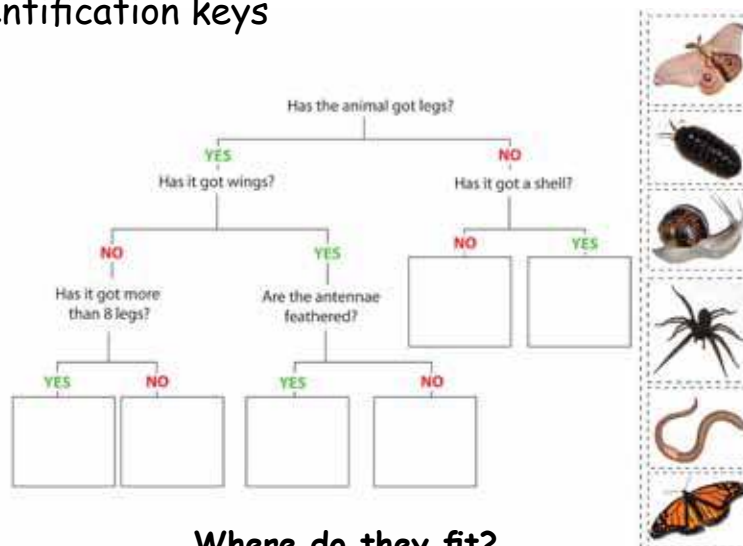 entification keys
Has the animal got legs?
YES
NO
Has it got wings?
Has it got a shell?
NO
YES
NO
YES
Has it got more
than 8 legs?
Are the antennae
feathered?
YES
NO
YES
NO
Where do they fit?